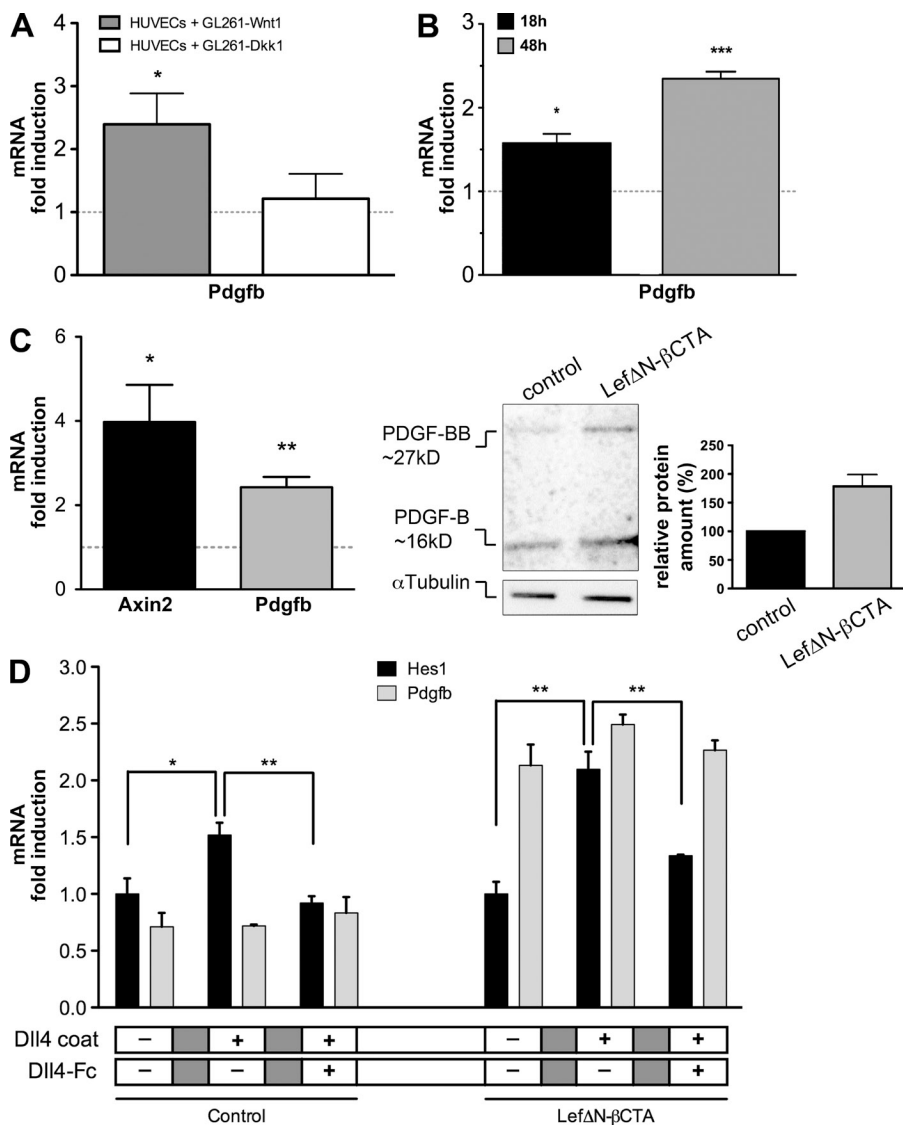 A
HUVECs + GL261-Wnt1
HUVECs + GL261-Dkk1
mRNA
fold induction
4
3
2
1
0
*
Pdgfb
B
18h
48h
mRNA
fold induction
3
2
1
0
*
***
Pdgfb
C
mRNA
fold induction
6
4
2
0
*
**
Axin2
Pdgfb
control
LefΔN-βCTA
PDGF-BB
~27kD
PDGF-B
~16kD
αTubulin
relative protein
amount (%)
250
200
150
100
50
0
control
LefΔN-βCTA
D
Hes1
Pdgfb
mRNA
fold induction
3.0
2.5
2.0
1.5
1.0
0.5
0.0
* ** ** **
Dll4 coat – + + – + +
Dll4-Fc – – + – – +
Control LefΔN-βCTA